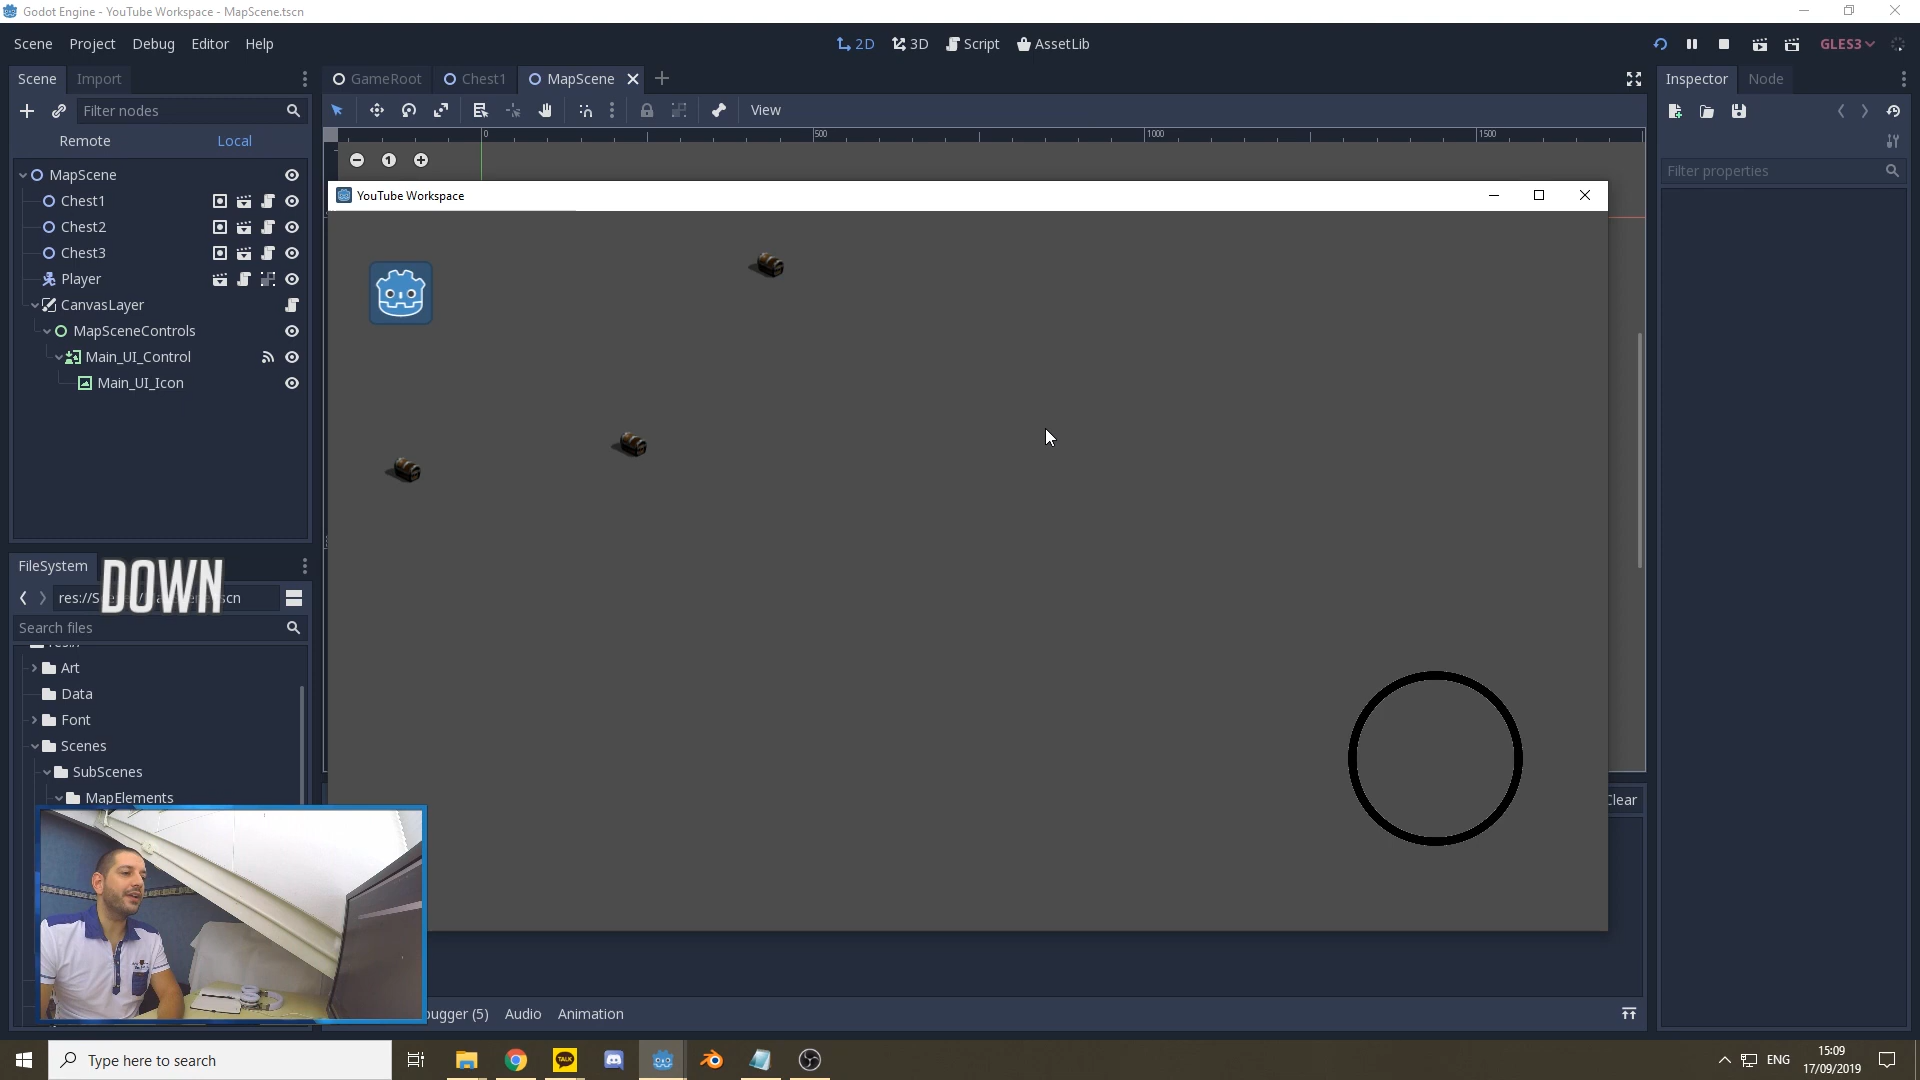 Godot Engine - YouTube Workspace - MapScene.tscn
Scene Project Debug Editor Help
2D 3D Script AssetLib
GLES3
Scene Import
GameRoot Chest1 MapScene
Inspector Node
Filter nodes
View
Remote Local
0 500 1000 1500
Filter properties
MapScene
Chest1
Chest2
Chest3
Player
CanvasLayer
MapSceneControls
Main_UI_Control
Main_UI_Icon
YouTube Workspace
FileSystem
DOWN
Search files
Art
Data
Font
Scenes
SubScenes
MapElements
Clear
(5) Audio Animation
Type here to search
TALK
ENG
15:09
17/09/2019